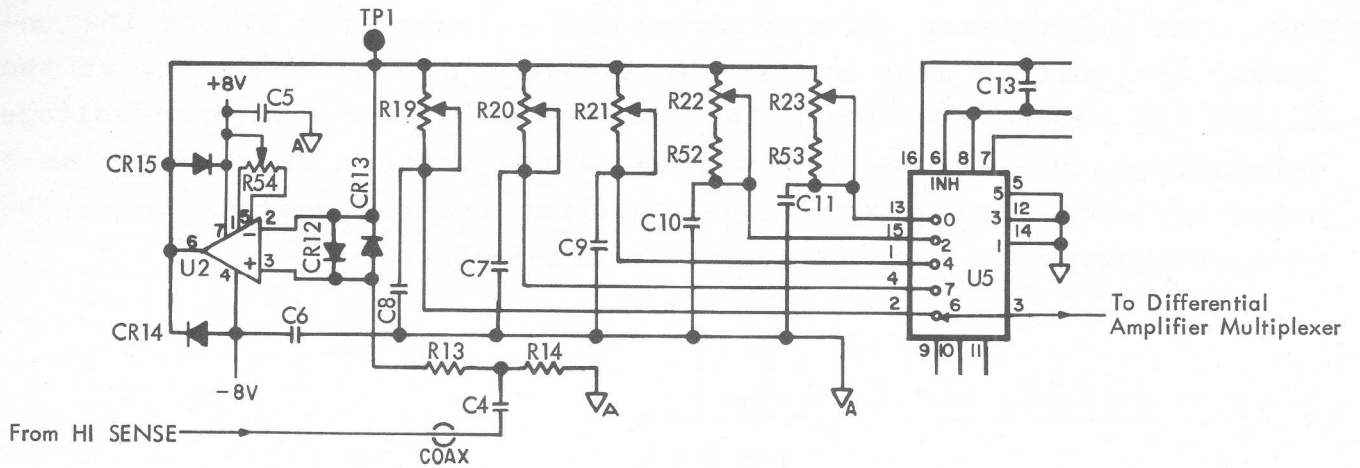 TP1
+8V
C5
A
CR15
R54
CR13
R19
R20
R21
R22
R23
R52
R53
C13
16 6 8 7
INH
5
5
12
3
14
1
7 1 5 2
6
U2
4
3
CR12
C8
C7
C9
C10
C11
13 0
15 2
1 4
4 7
2 6
U5
3
To Differential
Amplifier Multiplexer
9 10 11
CR14
C6
-8V
R13
R14
A
A
C4
From HI SENSE
COAX